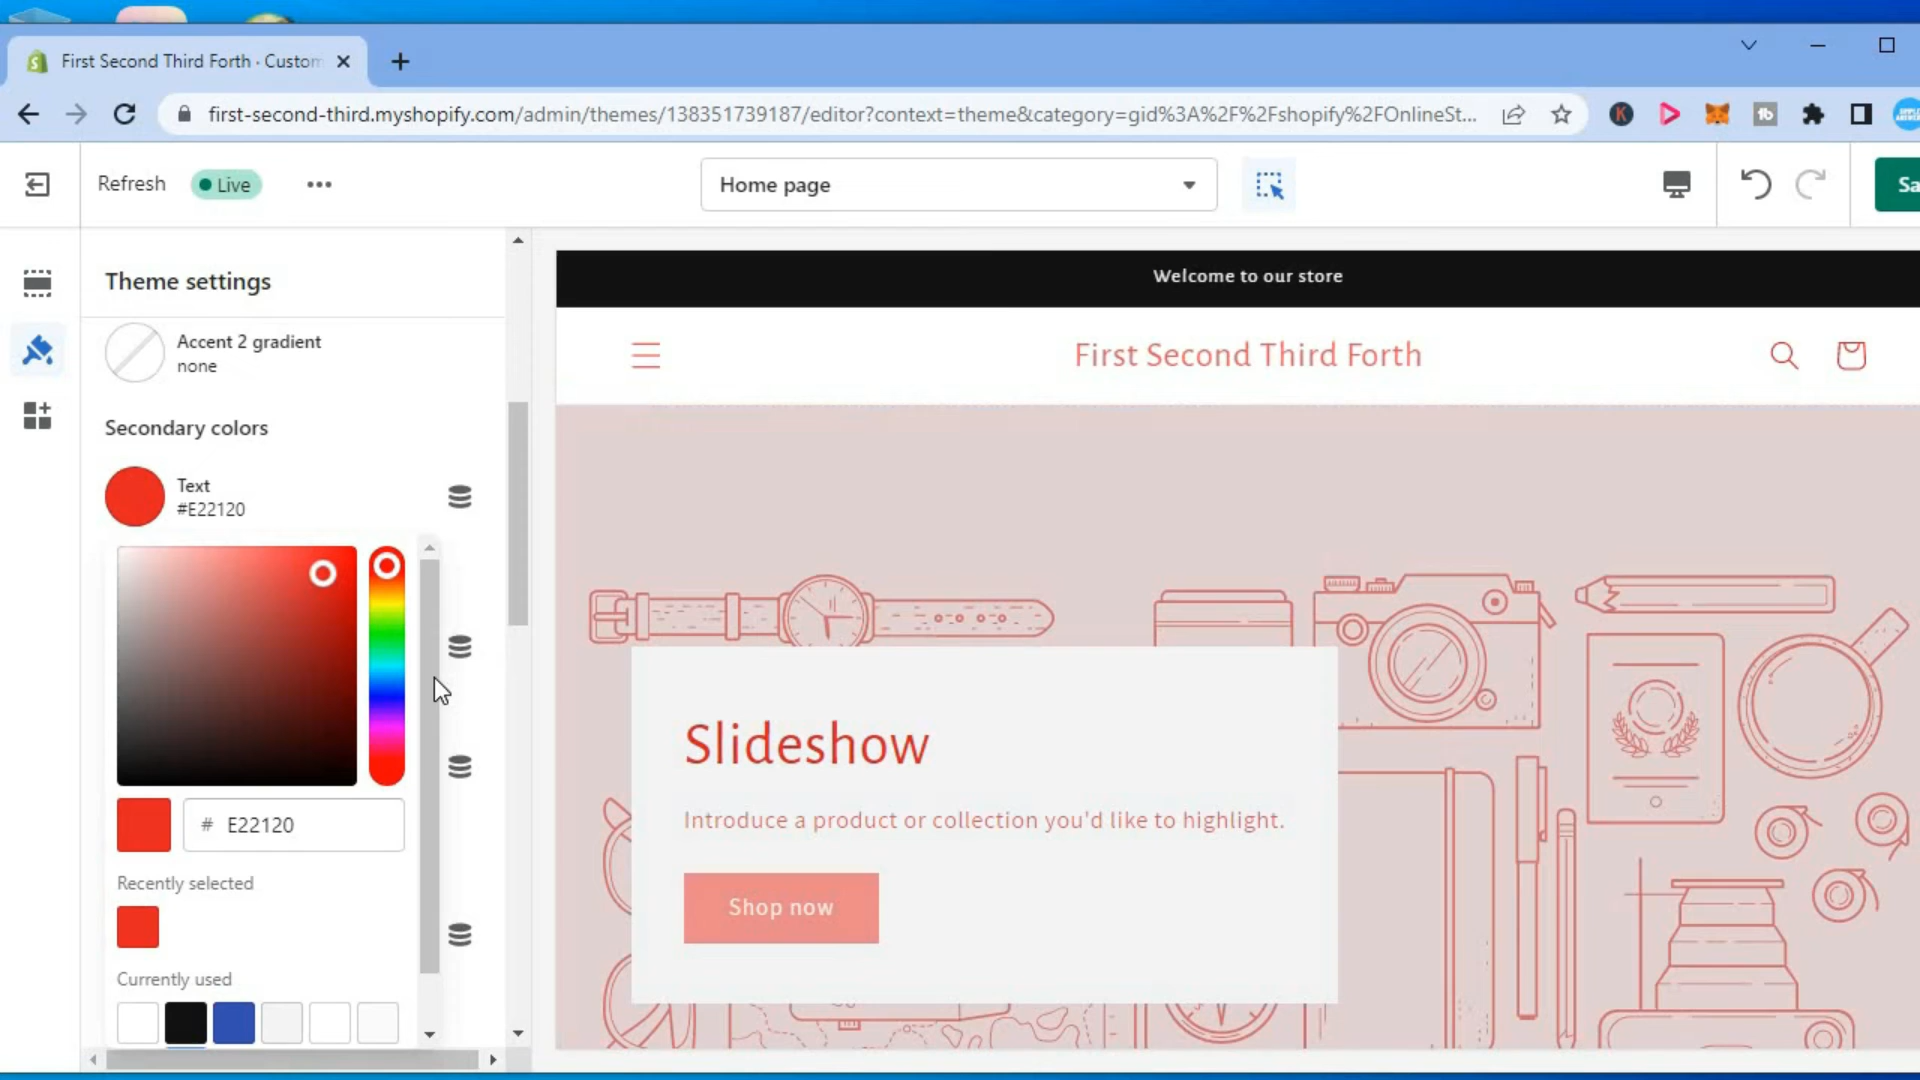 First Second Third Forth · Custom
first-second-third.myshopify.com/admin/themes/138351739187/editor?context=theme&category=gid%3A%2F%2Fshopify%2FOnlineSt...
K
tb
Refresh
Live
Home page
Sa
Theme settings
Accent 2 gradient
none
Secondary colors
Text
#E22120
# E22120
Recently selected
Currently used
Welcome to our store
First Second Third Forth
Slideshow
Introduce a product or collection you'd like to highlight.
Shop now